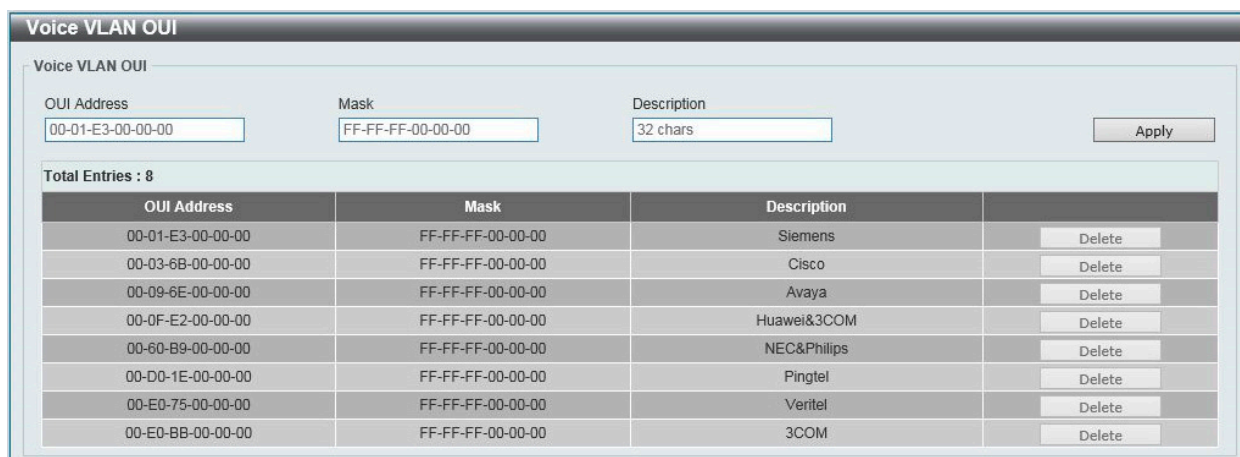 Voice VLAN OUI
Voice VLAN OUI
OUI Address Mask Description
00-01-E3-00-00-00 FF-FF-FF-00-00-00 32 chars Apply
Total Entries : 8
OUI Address Mask Description
00-01-E3-00-00-00 FF-FF-FF-00-00-00 Siemens Delete
00-03-6B-00-00-00 FF-FF-FF-00-00-00 Cisco Delete
00-09-6E-00-00-00 FF-FF-FF-00-00-00 Avaya Delete
00-0F-E2-00-00-00 FF-FF-FF-00-00-00 Huawei&3COM Delete
00-60-B9-00-00-00 FF-FF-FF-00-00-00 NEC&Philips Delete
00-D0-1E-00-00-00 FF-FF-FF-00-00-00 Pingtel Delete
00-E0-75-00-00-00 FF-FF-FF-00-00-00 Veritel Delete
00-E0-BB-00-00-00 FF-FF-FF-00-00-00 3COM Delete